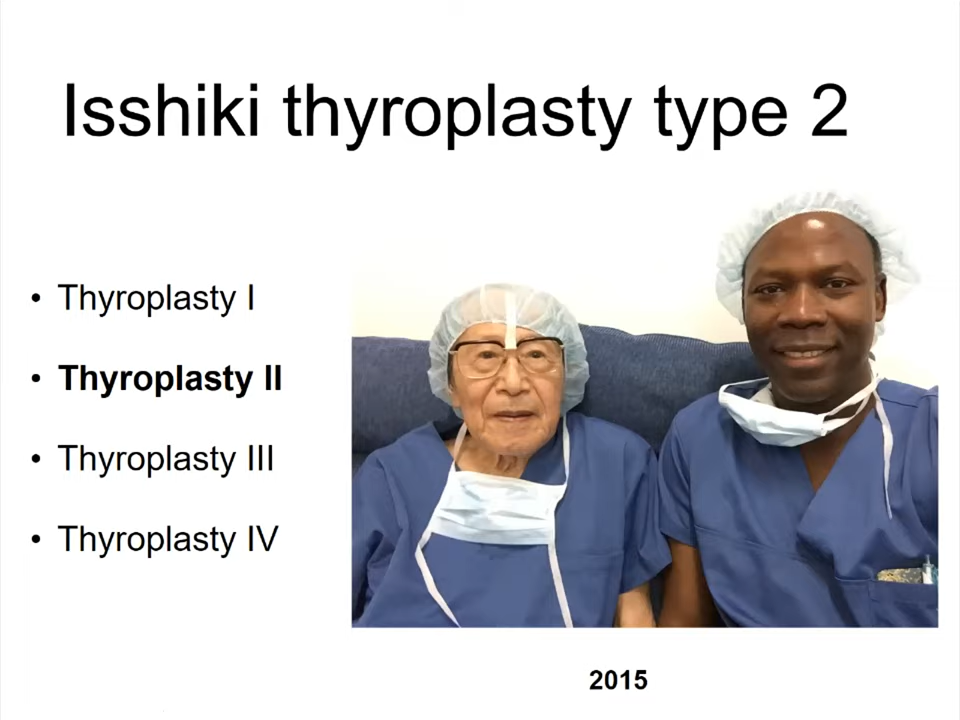 Isshiki thyroplasty type 2
• Thyroplasty I
• Thyroplasty II
• Thyroplasty III
• Thyroplasty IV
2015